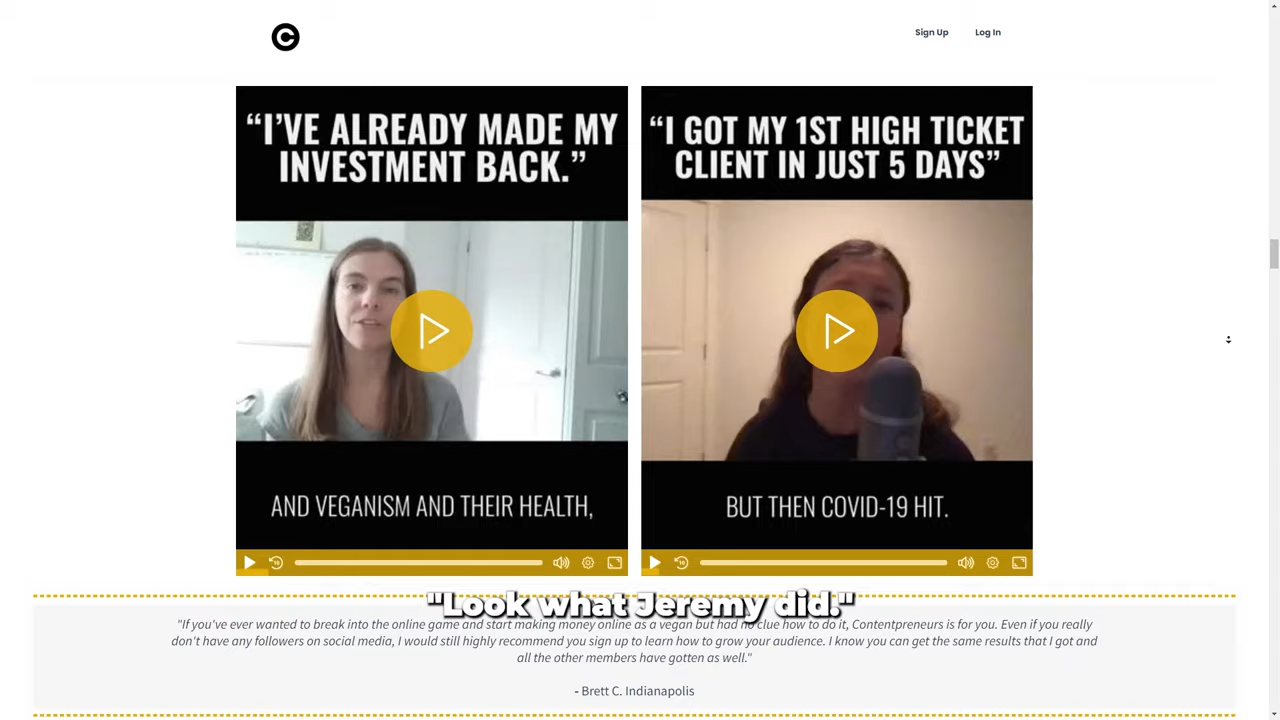 C
Sign Up
Log In
“I’VE ALREADY MADE MY
INVESTMENT BACK.”
AND VEGANISM AND THEIR HEALTH,
10
“I GOT MY 1ST HIGH TICKET
CLIENT IN JUST 5 DAYS”
BUT THEN COVID-19 HIT.
10
"Look what Jeremy did."
"If you've ever wanted to break into the online game and start making money online as a vegan but had no clue how to do it, Contentpreneurs is for you. Even if you really
don't have any followers on social media, I would still highly recommend you sign up to learn how to grow your audience. I know you can get the same results that I got and
all the other members have gotten as well."
- Brett C. Indianapolis